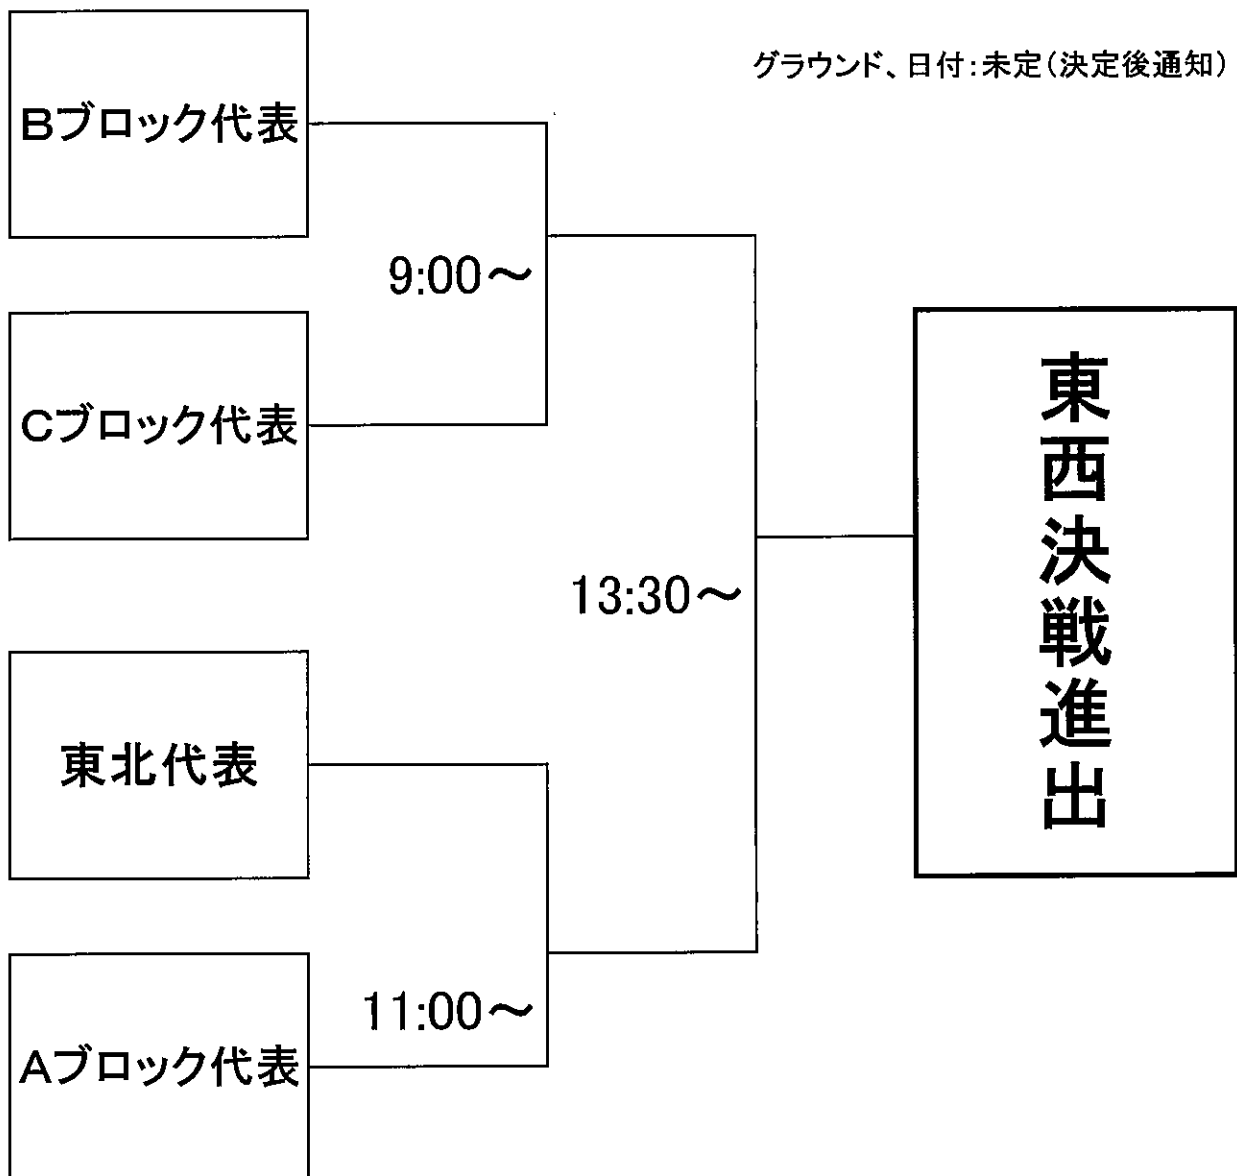 グラウンド、日付:未定(決定後通知)
Bブロック代表
9:00～
Cブロック代表
13:30～
東西決戦進出
東北代表
11:00～
Aブロック代表